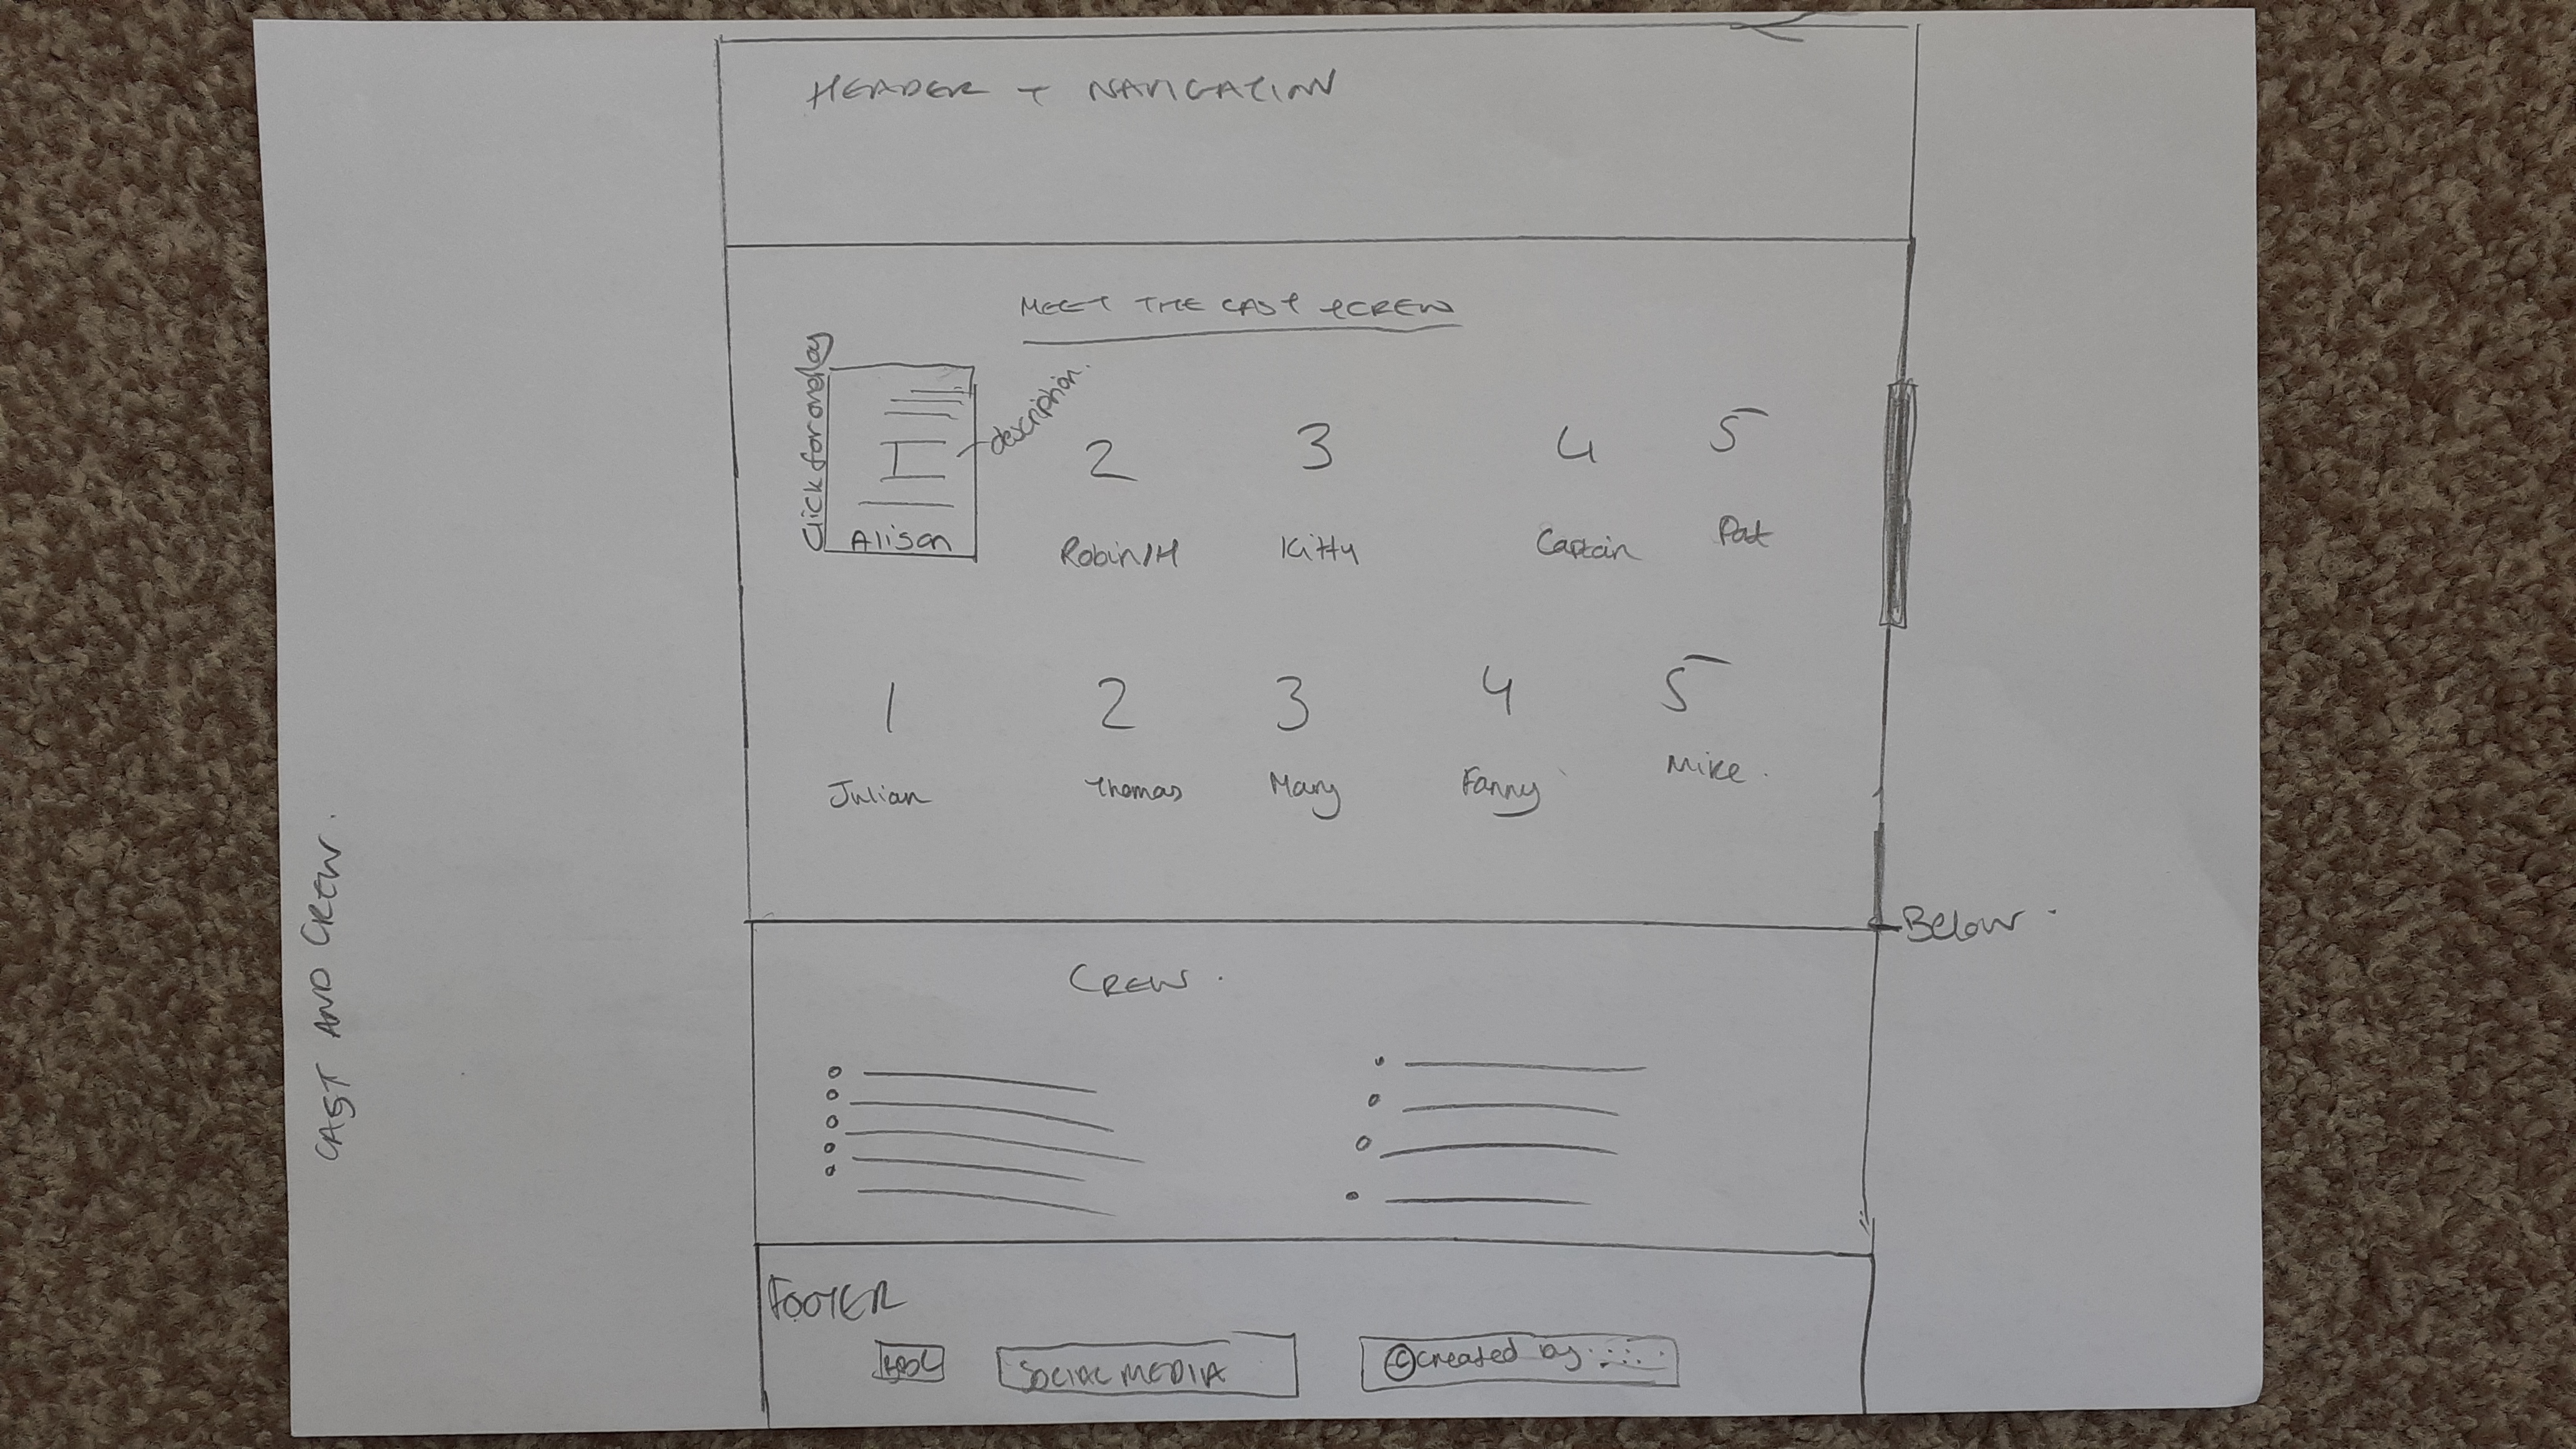 HEADER + NAVIGATION
MEET THE CAST & CREW
Click for overlay
description.
Alison
2 3 4 5
Robin/H Kitty Captain Pat
1 2 3 4 5
Julian Thomas Mary Fanny Mike.
Below.
CREW.
CAST AND CREW.
FOOTER
SOCIAL MEDIA
© created by